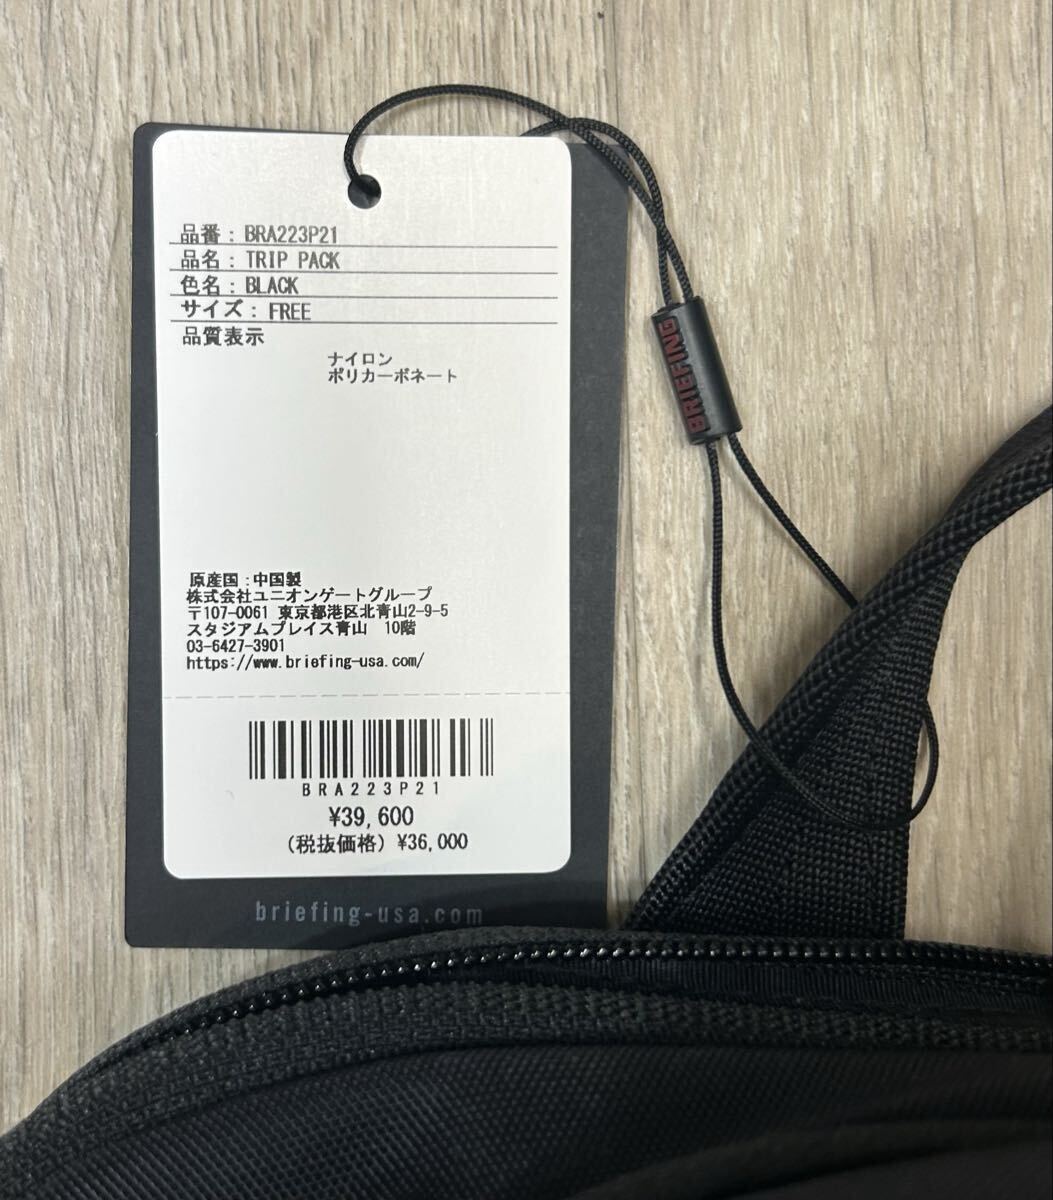 品番 : BRA223P21
品名 : TRIP PACK
色名 : BLACK
サイズ : FREE
品質表示
ナイロン
ポリカーボネート
BRIEFING
原産国 : 中国製
株式会社ユニオンゲートグループ
〒107-0061 東京都港区北青山2-9-5
スタジアムプレイス青山 10階
03-6427-3901
https://www.briefing-usa.com/
BRA223P21
¥39,600
(税抜価格) ¥36,000
briefing-usa.com